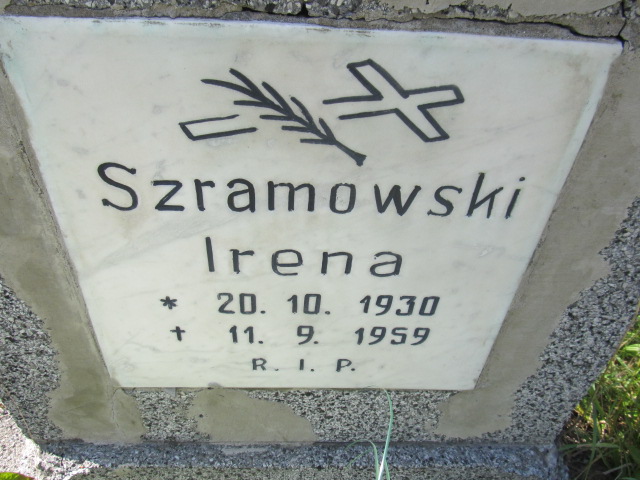 Szramowski
Irena
* 20. 10. 1930
† 11. 9. 1959
R. I. P.